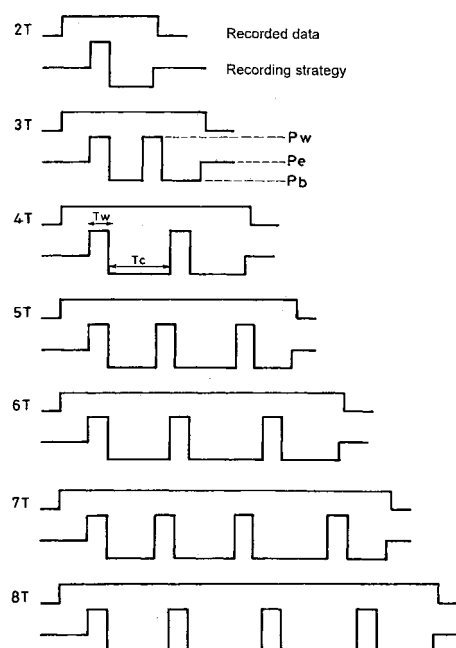 2T Recorded data
Recording strategy
3T
Pw
Pe
Pb
4T
Tw
Tc
5T
6T
7T
8T